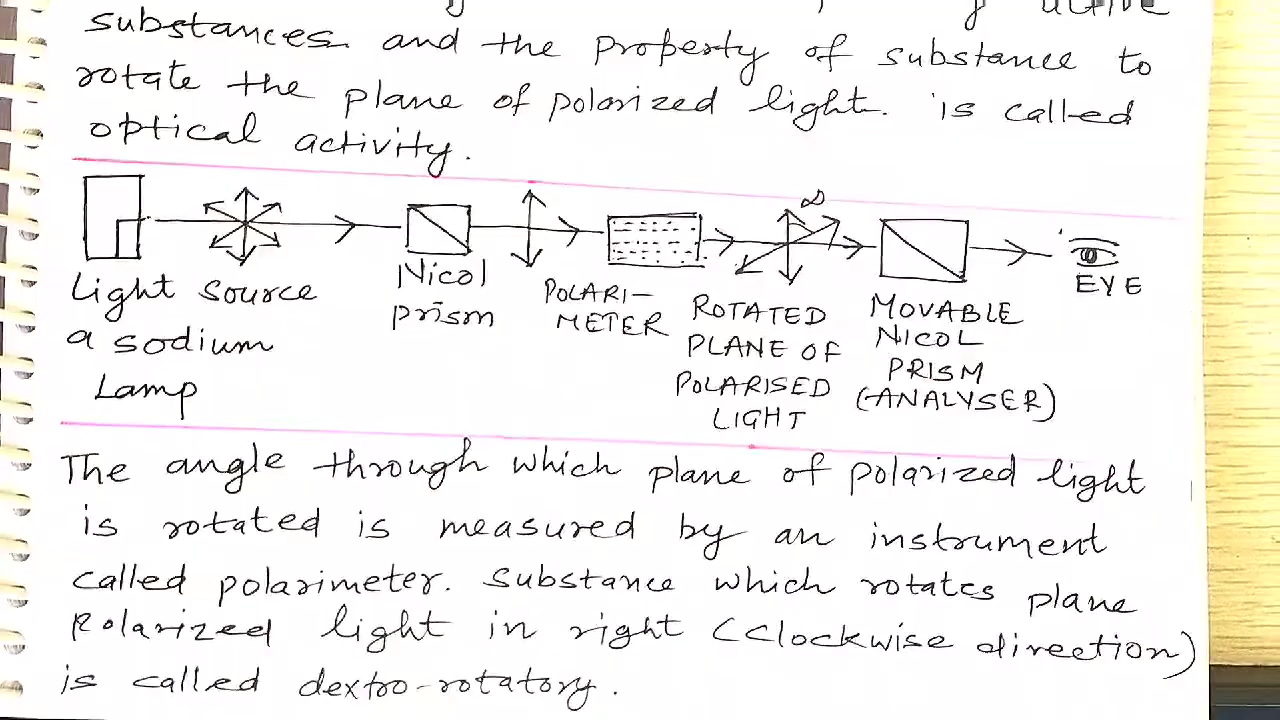 active
substances and the property of substance to
rotate the plane of polarized light. is called
optical activity.
∞
Light source
a sodium
Lamp
Nicol
prism
POLARI-
METER
ROTATED
PLANE OF
POLARISED
LIGHT
MOVABLE
NICOL
PRISM
(ANALYSER)
EYE
The angle through which plane of polarized light
is rotated is measured by an instrument
called polarimeter. Substance which rotates plane
Polarized light in right (Clockwise direction)
is called dextro-rotatory.